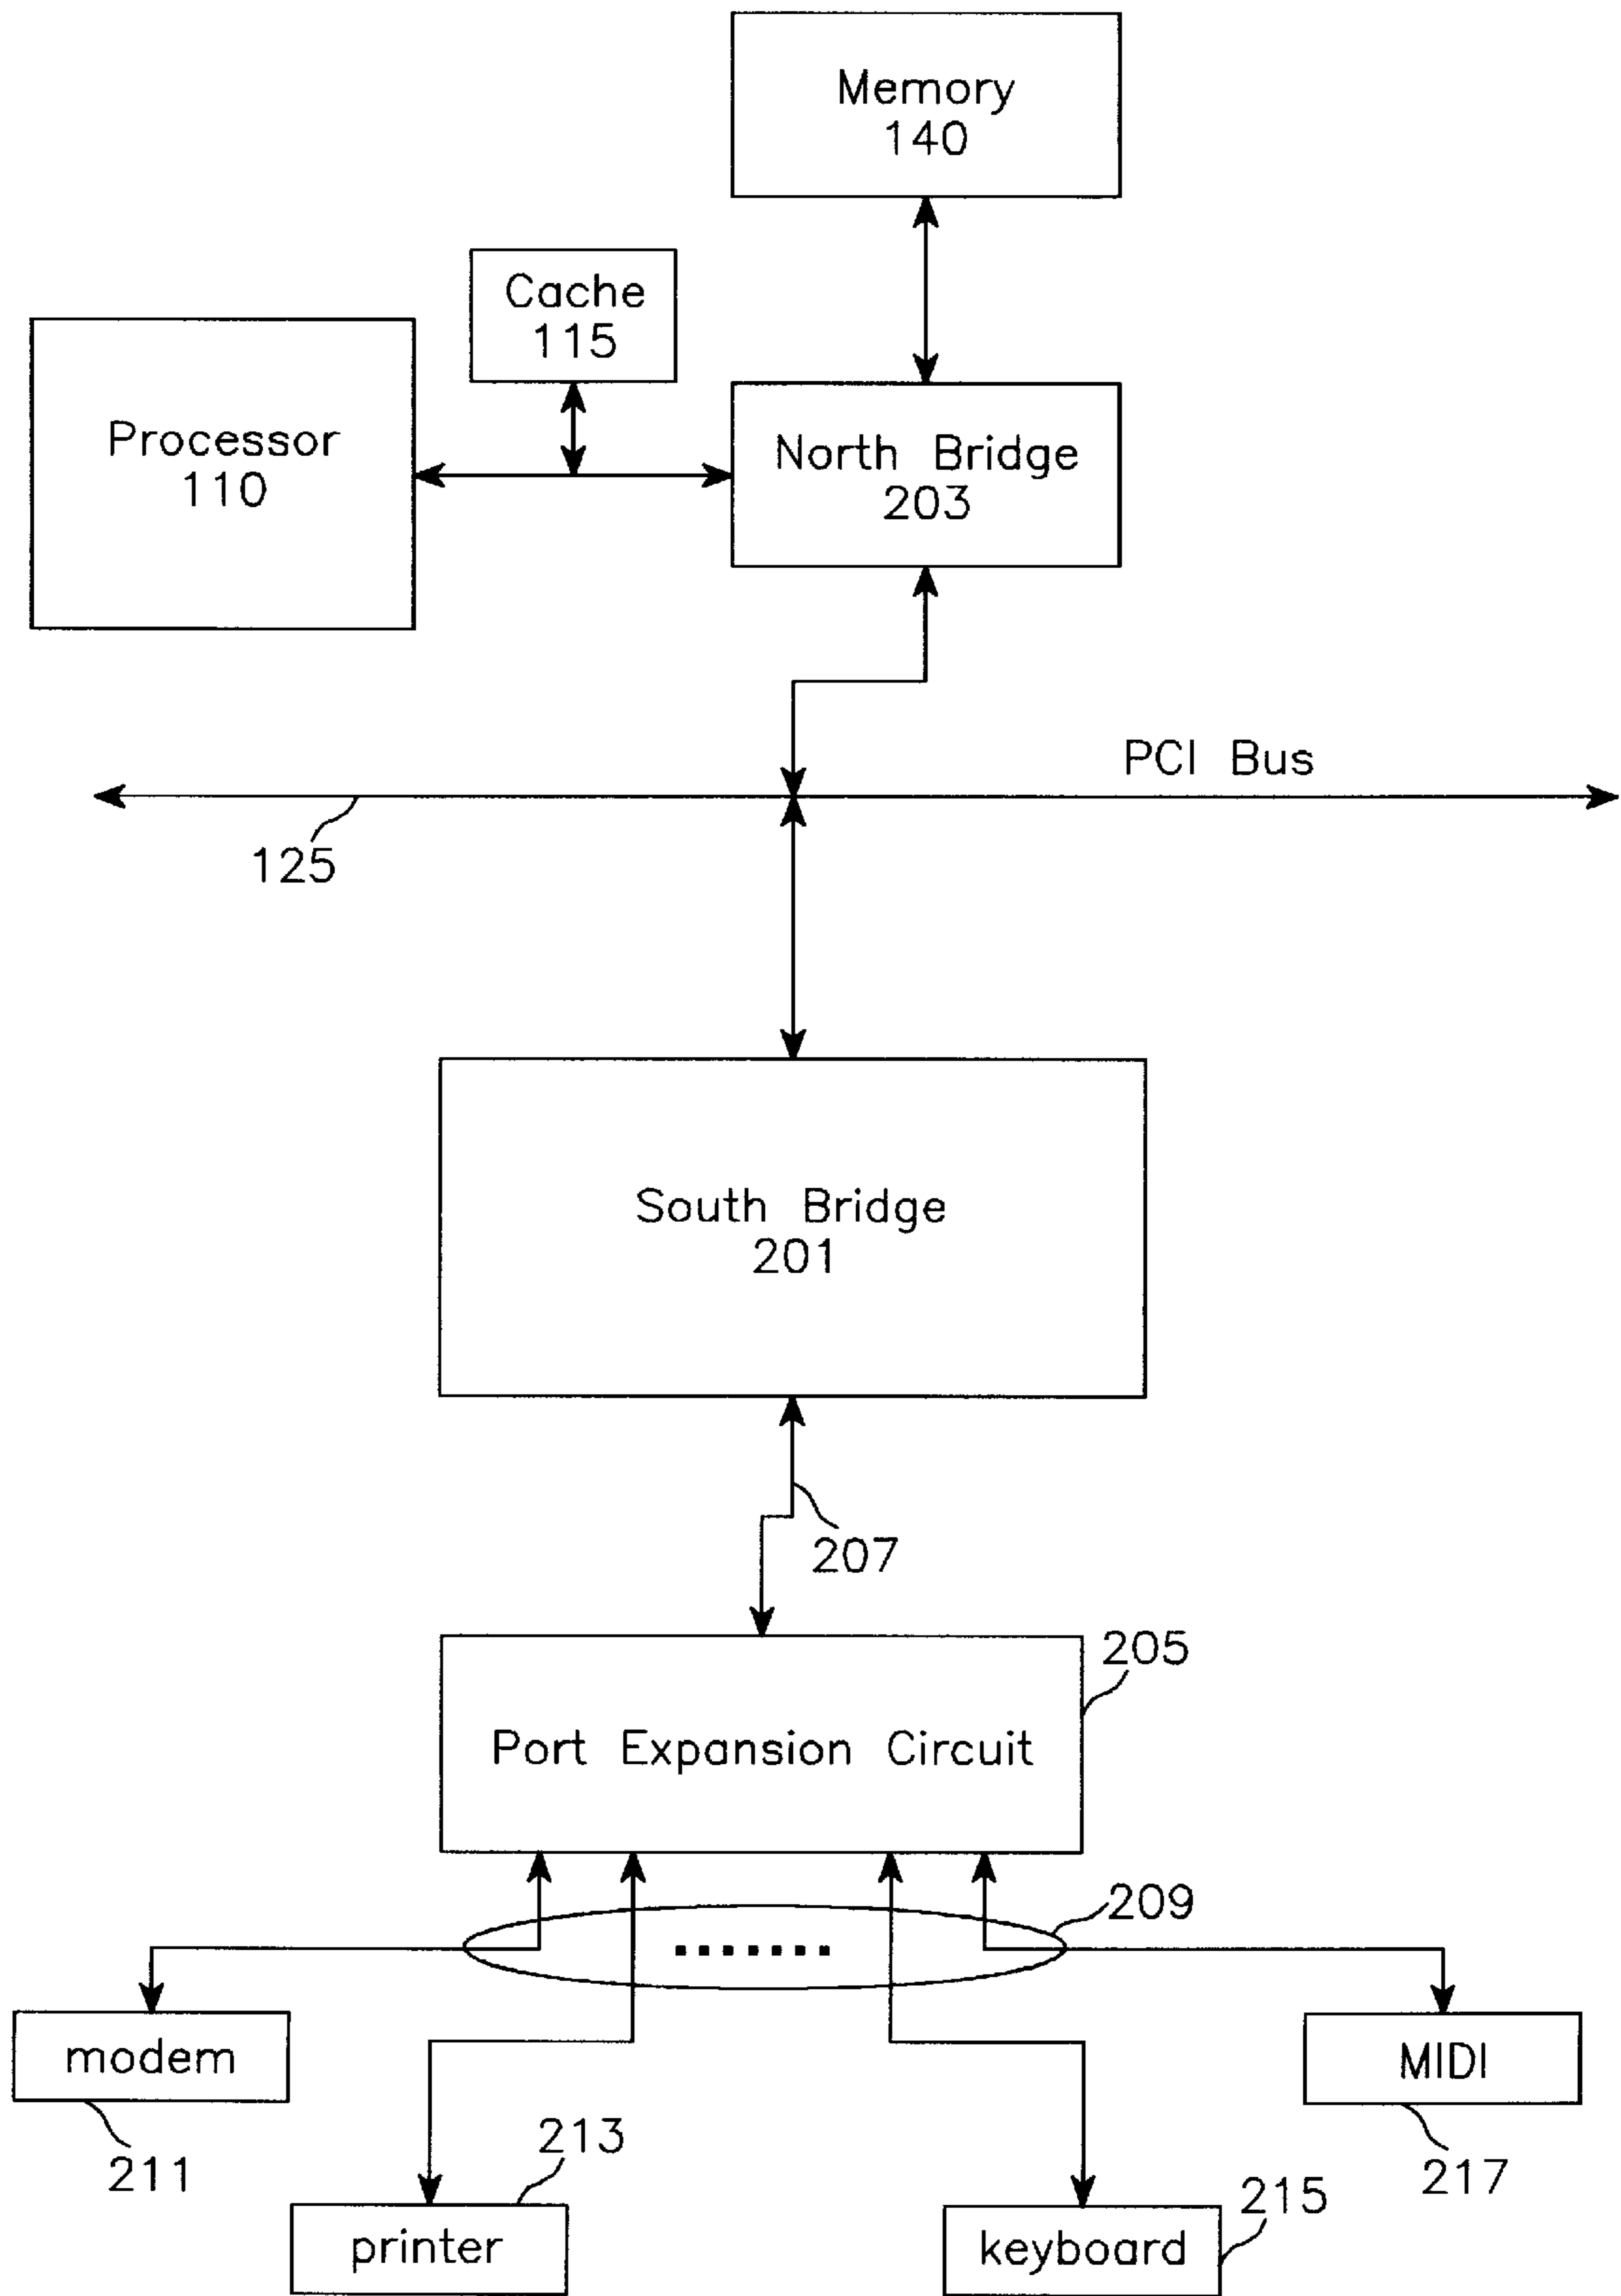 Memory
140
Cache
115
Processor
110
North Bridge
203
PCI Bus
125
South Bridge
201
207
205
Port Expansion Circuit
209
modem
MIDI
211
213
217
215
printer
keyboard